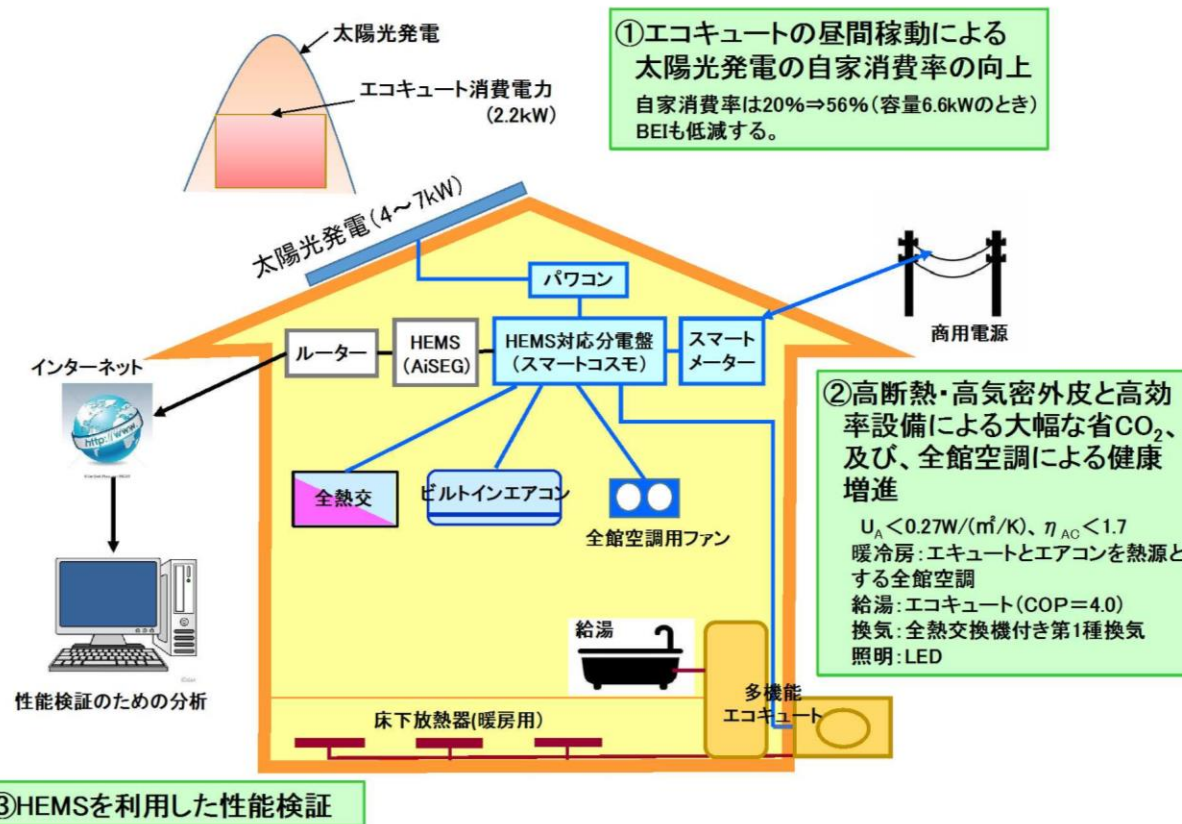 太陽光発電
エコキュート消費電力
(2.2kW)
①エコキュートの昼間稼動による
太陽光発電の自家消費率の向上
自家消費率は20%⇒56%(容量6.6kWのとき)
BEIも低減する。
太陽光発電(4～7kW)
パワコン
商用電源
ルーター
HEMS
(AiSEG)
HEMS対応分電盤
(スマートコスモ)
スマート
メーター
インターネット
http://www.
②高断熱・高気密外皮と高効
率設備による大幅な省CO₂、
及び、全館空調による健康
増進
U_A<0.27W/(㎡/K)、η_AC<1.7
暖冷房:エキュートとエアコンを熱源と
する全館空調
給湯:エコキュート(COP=4.0)
換気:全熱交換機付き第1種換気
照明:LED
全熱交
ビルトインエアコン
全館空調用ファン
性能検証のための分析
給湯
多機能
エコキュート
床下放熱器(暖房用)
③HEMSを利用した性能検証